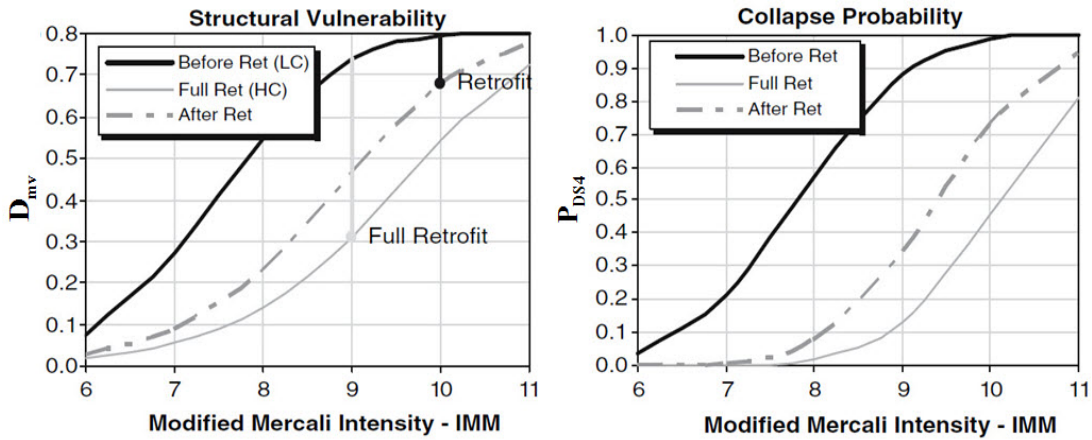 Structural Vulnerability
0.8
0.7
0.6
0.5
0.4
0.3
0.2
0.1
0.0
D_mv
Before Ret (LC)
Full Ret (HC)
After Ret
Retrofit
Full Retrofit
6 7 8 9 10 11
Modified Mercali Intensity - IMM
Collapse Probability
1.0
0.9
0.8
0.7
0.6
0.5
0.4
0.3
0.2
0.1
0.0
P_DS4
Before Ret
Full Ret
After Ret
6 7 8 9 10 11
Modified Mercali Intensity - IMM